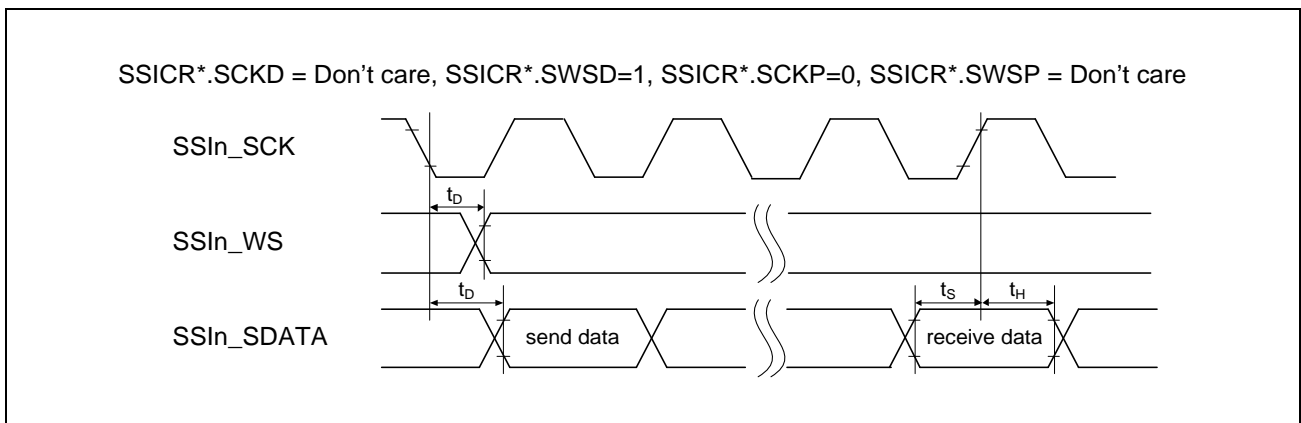 SSICR*.SCKD = Don't care, SSICR*.SWSD=1, SSICR*.SCKP=0, SSICR*.SWSP = Don't care
SSIn_SCK
tD
SSIn_WS
tD
tS
tH
SSIn_SDATA
send data
receive data